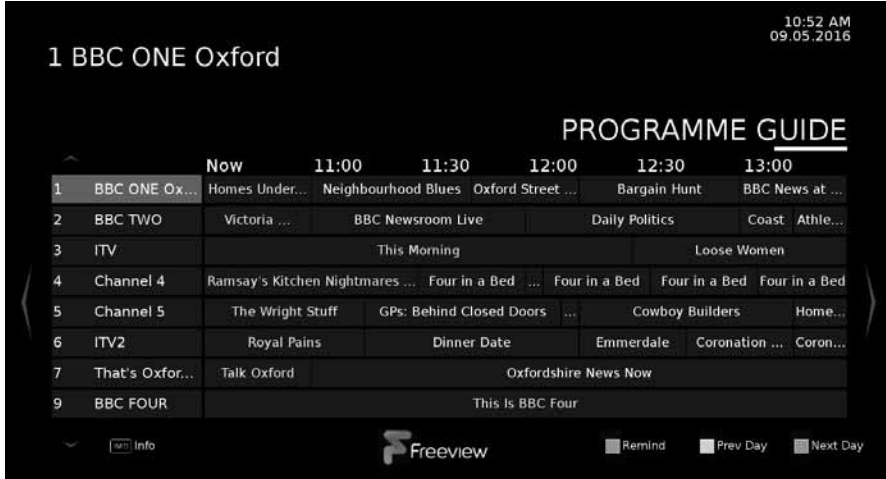 10:52 AM
09.05.2016
1 BBC ONE Oxford
PROGRAMME GUIDE
Now 11:00 11:30 12:00 12:30 13:00
1 BBC ONE Ox... Homes Under... Neighbourhood Blues Oxford Street ... Bargain Hunt BBC News at ...
2 BBC TWO Victoria ... BBC Newsroom Live Daily Politics Coast Athle...
3 ITV This Morning Loose Women
4 Channel 4 Ramsay's Kitchen Nightmares ... Four in a Bed ... Four in a Bed Four in a Bed Four in a Bed
5 Channel 5 The Wright Stuff GPs: Behind Closed Doors ... Cowboy Builders Home...
6 ITV2 Royal Pains Dinner Date Emmerdale Coronation ... Coron...
7 That's Oxfor... Talk Oxford Oxfordshire News Now
9 BBC FOUR This Is BBC Four
Info Freeview Remind Prev Day Next Day